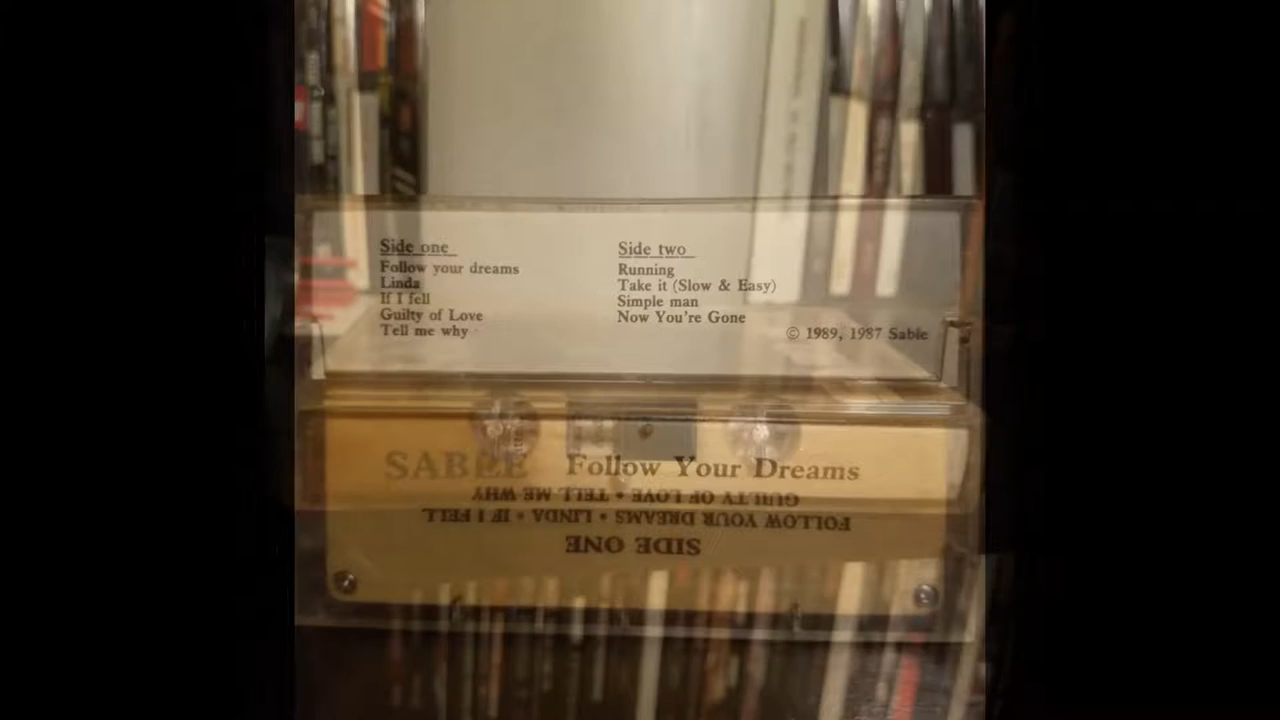 Side one
Follow your dreams
Linda
If I fell
Guilty of Love
Tell me why
Side two
Running
Take it (Slow & Easy)
Simple man
Now You're Gone
© 1989, 1987 Sable
SABLE Follow Your Dreams
SIDE ONE
FOLLOW YOUR DREAMS • LINDA • IF I FELL
GUILTY OF LOVE • TELL ME WHY